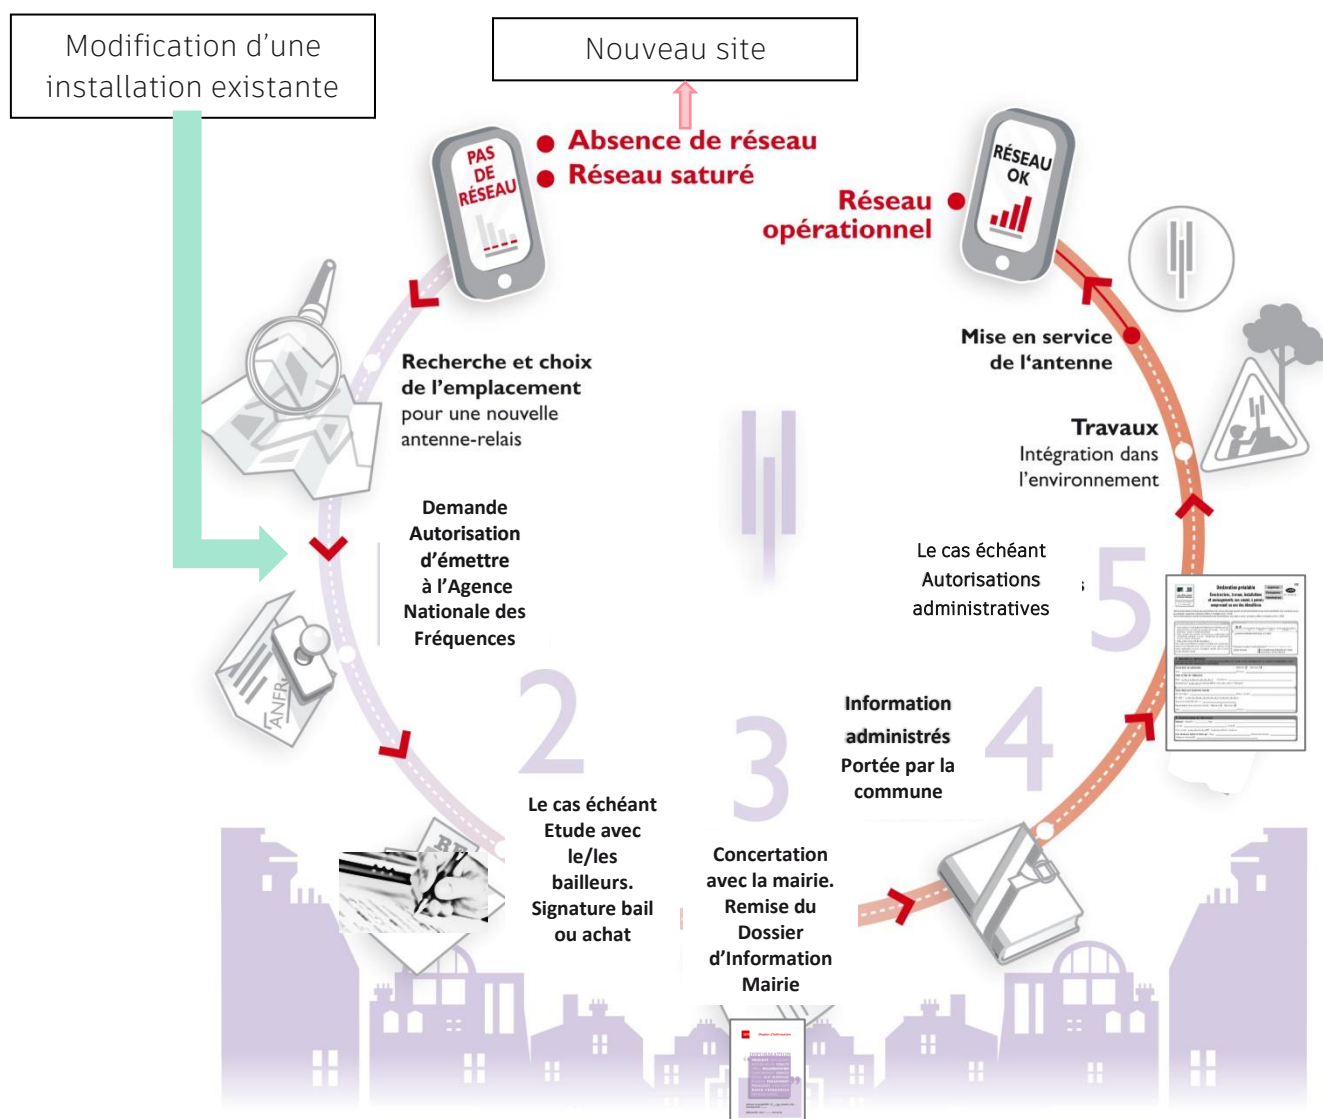 Modification d’une
installation existante
Nouveau site
PAS
DE
RÉSEAU
Absence de réseau
Réseau saturé
RÉSEAU
OK
Réseau
opérationnel
Recherche et choix
de l’emplacement
pour une nouvelle
antenne-relais
Mise en service
de l‘antenne
Travaux
Intégration dans
l’environnement
Demande
Autorisation
d’émettre
à l’Agence
Nationale des
Fréquences
ANFR
Le cas échéant
Autorisations
administratives
s
5
Déclaration préalable
2
3
4
Information
administrés
Portée par la
commune
Le cas échéant
Etude avec
le/les
bailleurs.
Signature bail
ou achat
Concertation
avec la mairie.
Remise du
Dossier
d’Information
Mairie
Dossier d’Information
INFORMATION